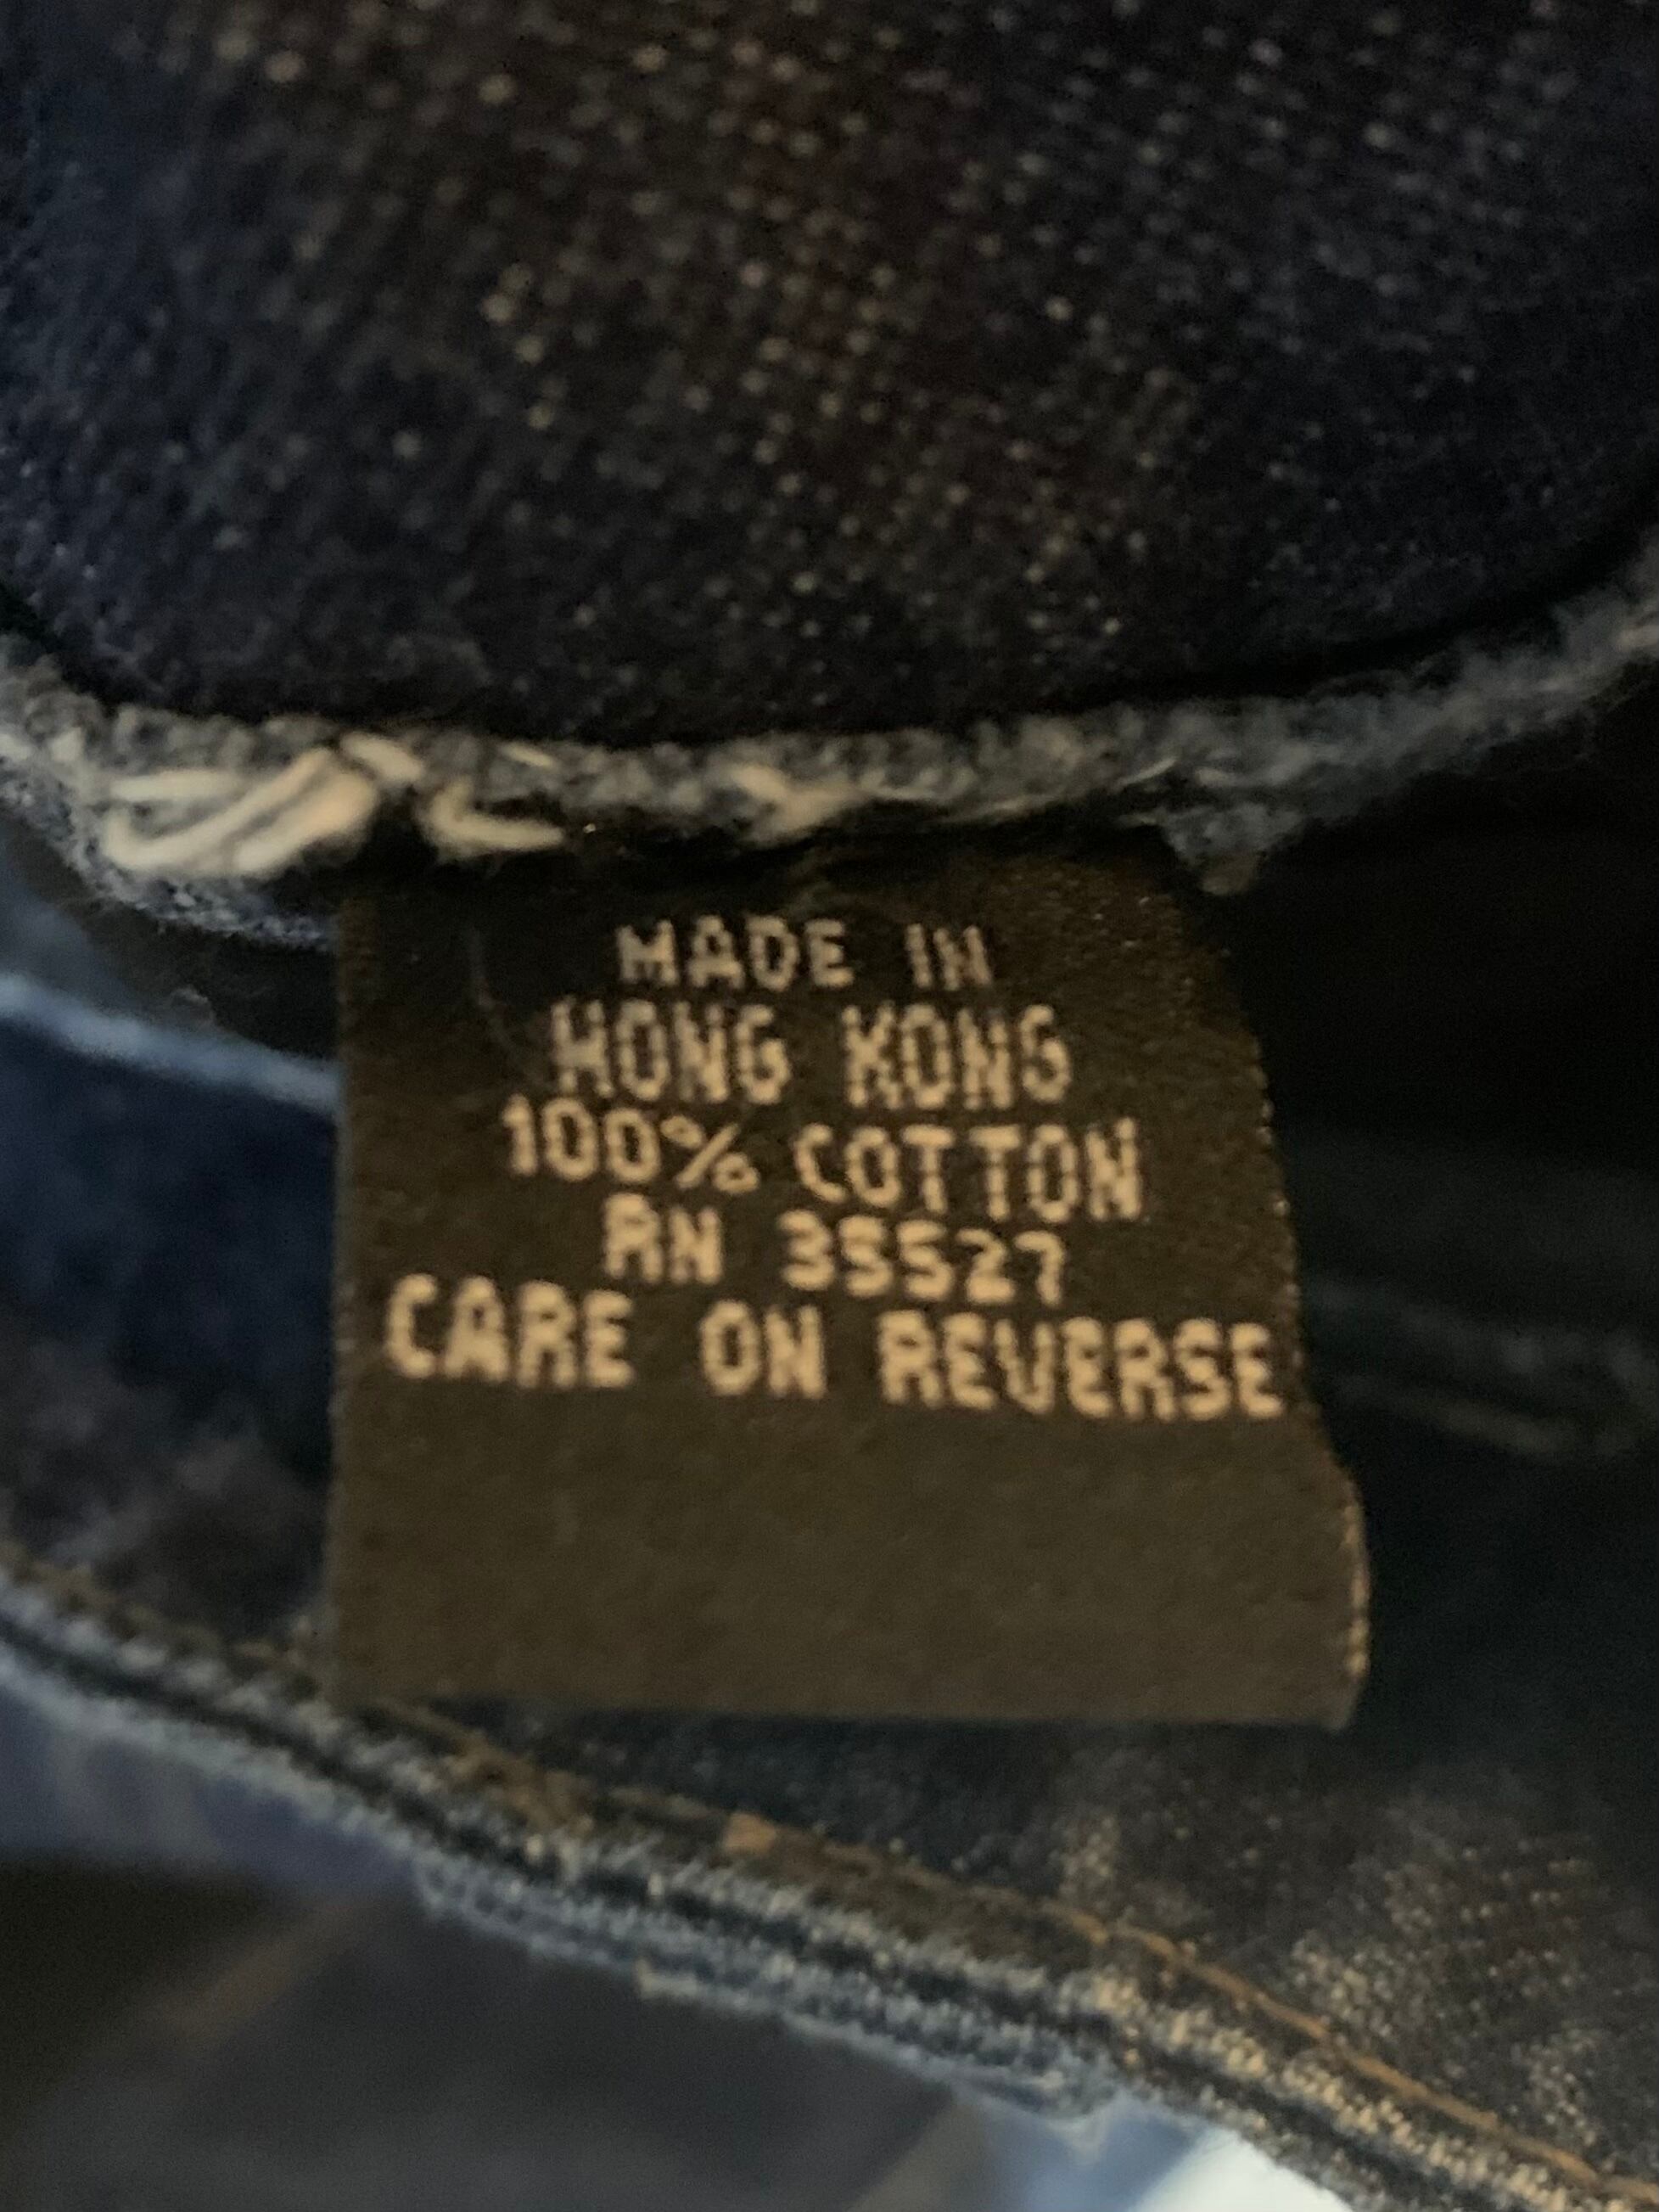 MADE IN
HONG KONG
100% COTTON
RN 35527
CARE ON REVERSE